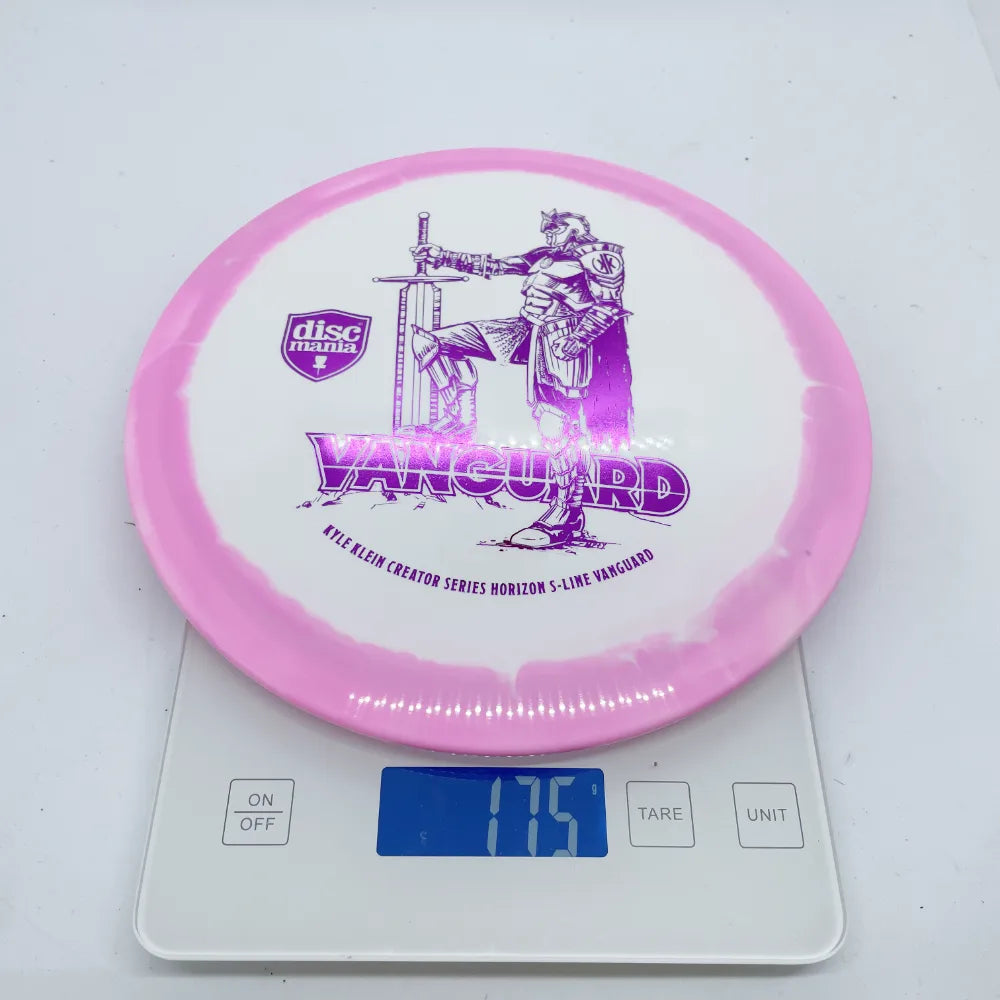 disc
mania
VANGUARD
KYLE KLEIN CREATOR SERIES HORIZON S-LINE VANGUARD
ON
OFF
175 g
TARE
UNIT